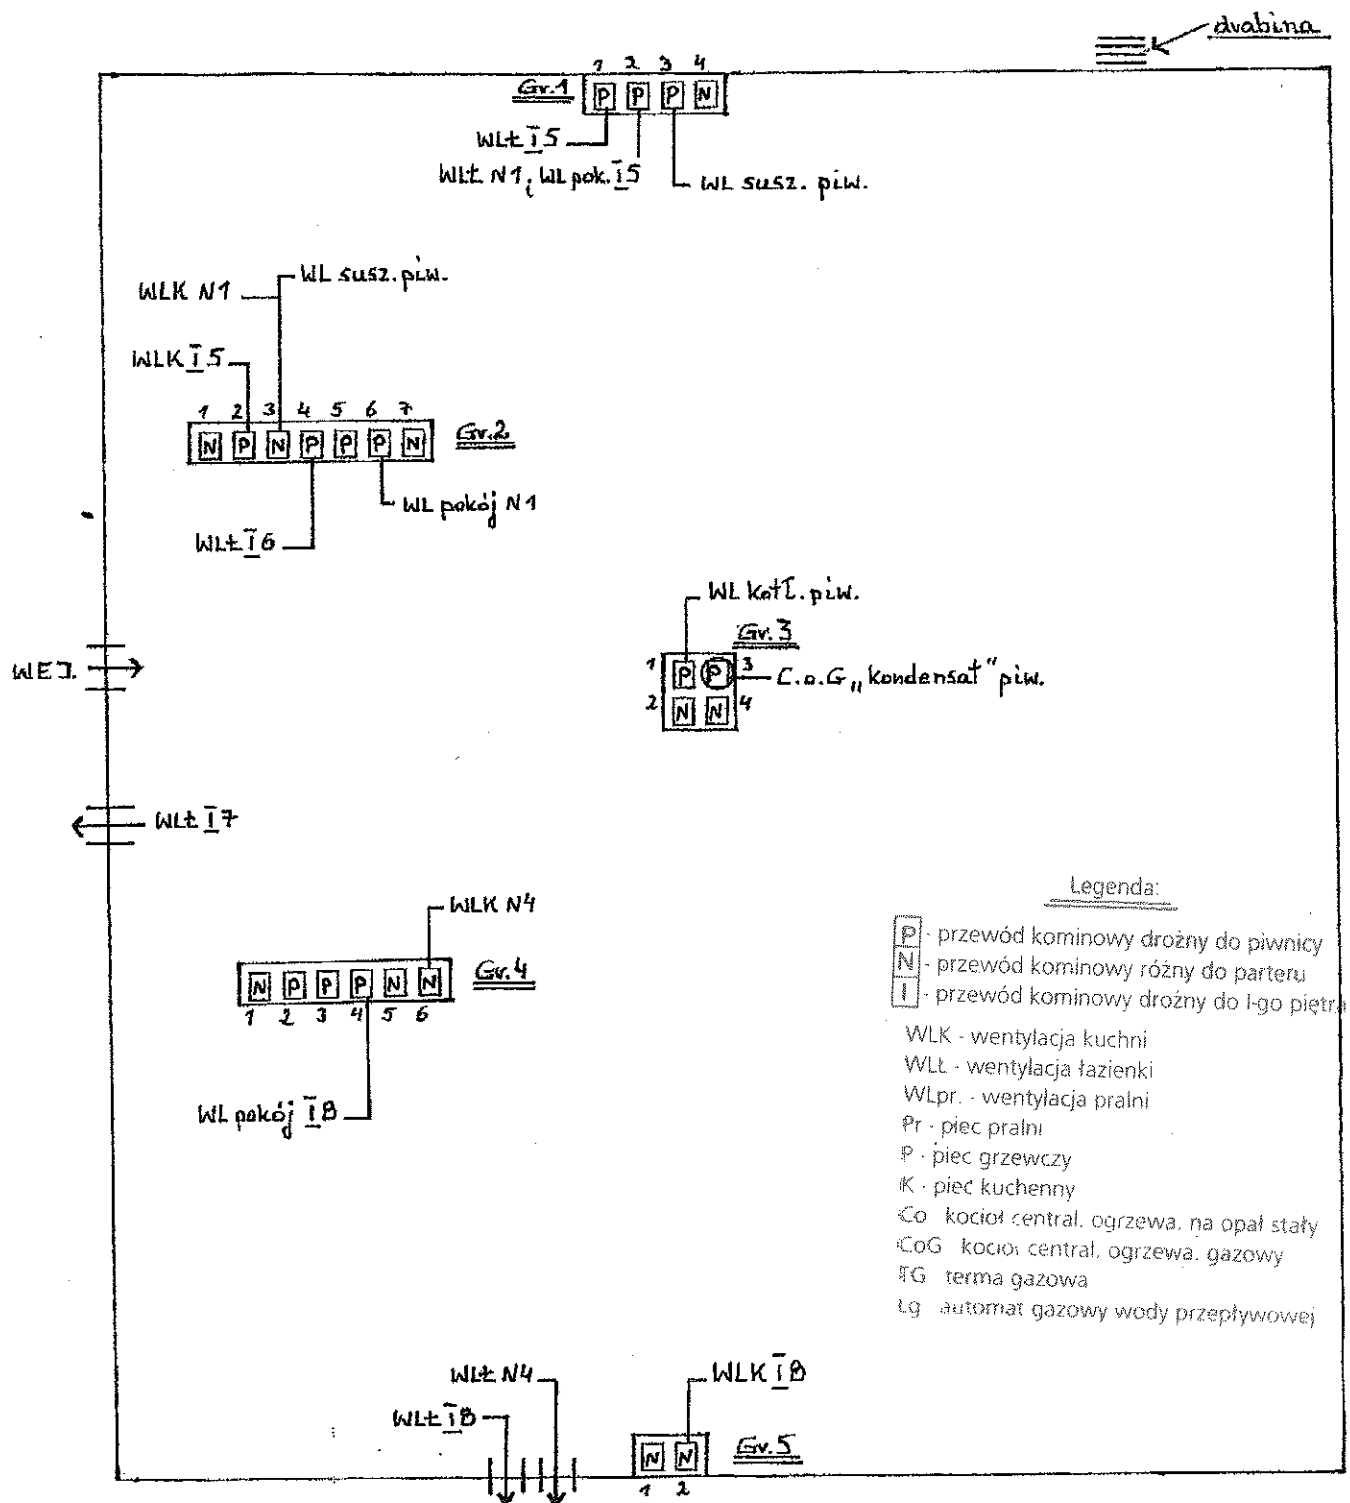 drabina
1 2 3 4
Gr.1 P P P N
WLŁ I5
WLŁ N1 i WL pok. I5
WL susz. piw.
WL susz. piw.
WLK N1
WLK I5
1 2 3 4 5 6 7
N P N P P P N Gr.2
WL pokój N1
WLŁ I6
WL kotł. piw.
Gr.3
1 P P 3 C.o.G „kondensat" piw.
2 N N 4
WEJ.
WLŁ I7
WLK N4
N P P P N N Gr.4
1 2 3 4 5 6
WL pokój I8
Legenda:
P - przewód kominowy drożny do piwnicy
N - przewód kominowy różny do parteru
I - przewód kominowy drożny do I-go piętra
WLK - wentylacja kuchni
WLŁ - wentylacja łazienki
WLpr. - wentylacja pralni
Pr - piec pralni
P - piec grzewczy
K - piec kuchenny
Co kocioł central. ogrzewa. na opał stały
CoG kocioł central. ogrzewa. gazowy
TG terma gazowa
Łg automat gazowy wody przepływowej
WLŁ N4
WLK I8
WLŁ I8
N N Gr.5
1 2